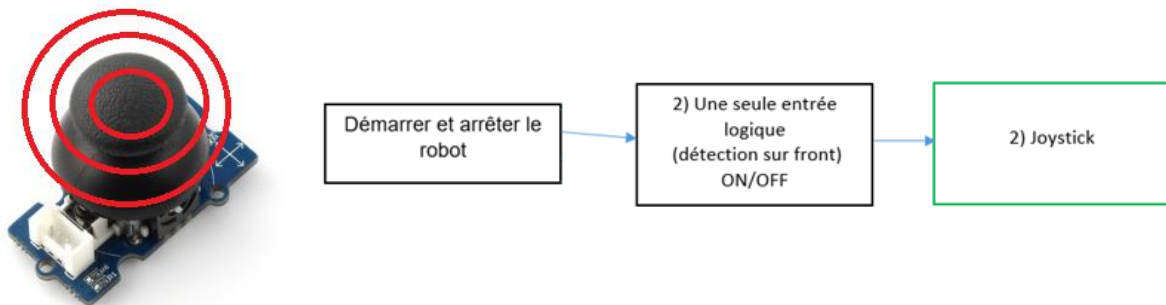 Démarrer et arrêter le
robot
2) Une seule entrée
logique
(détection sur front)
ON/OFF
2) Joystick